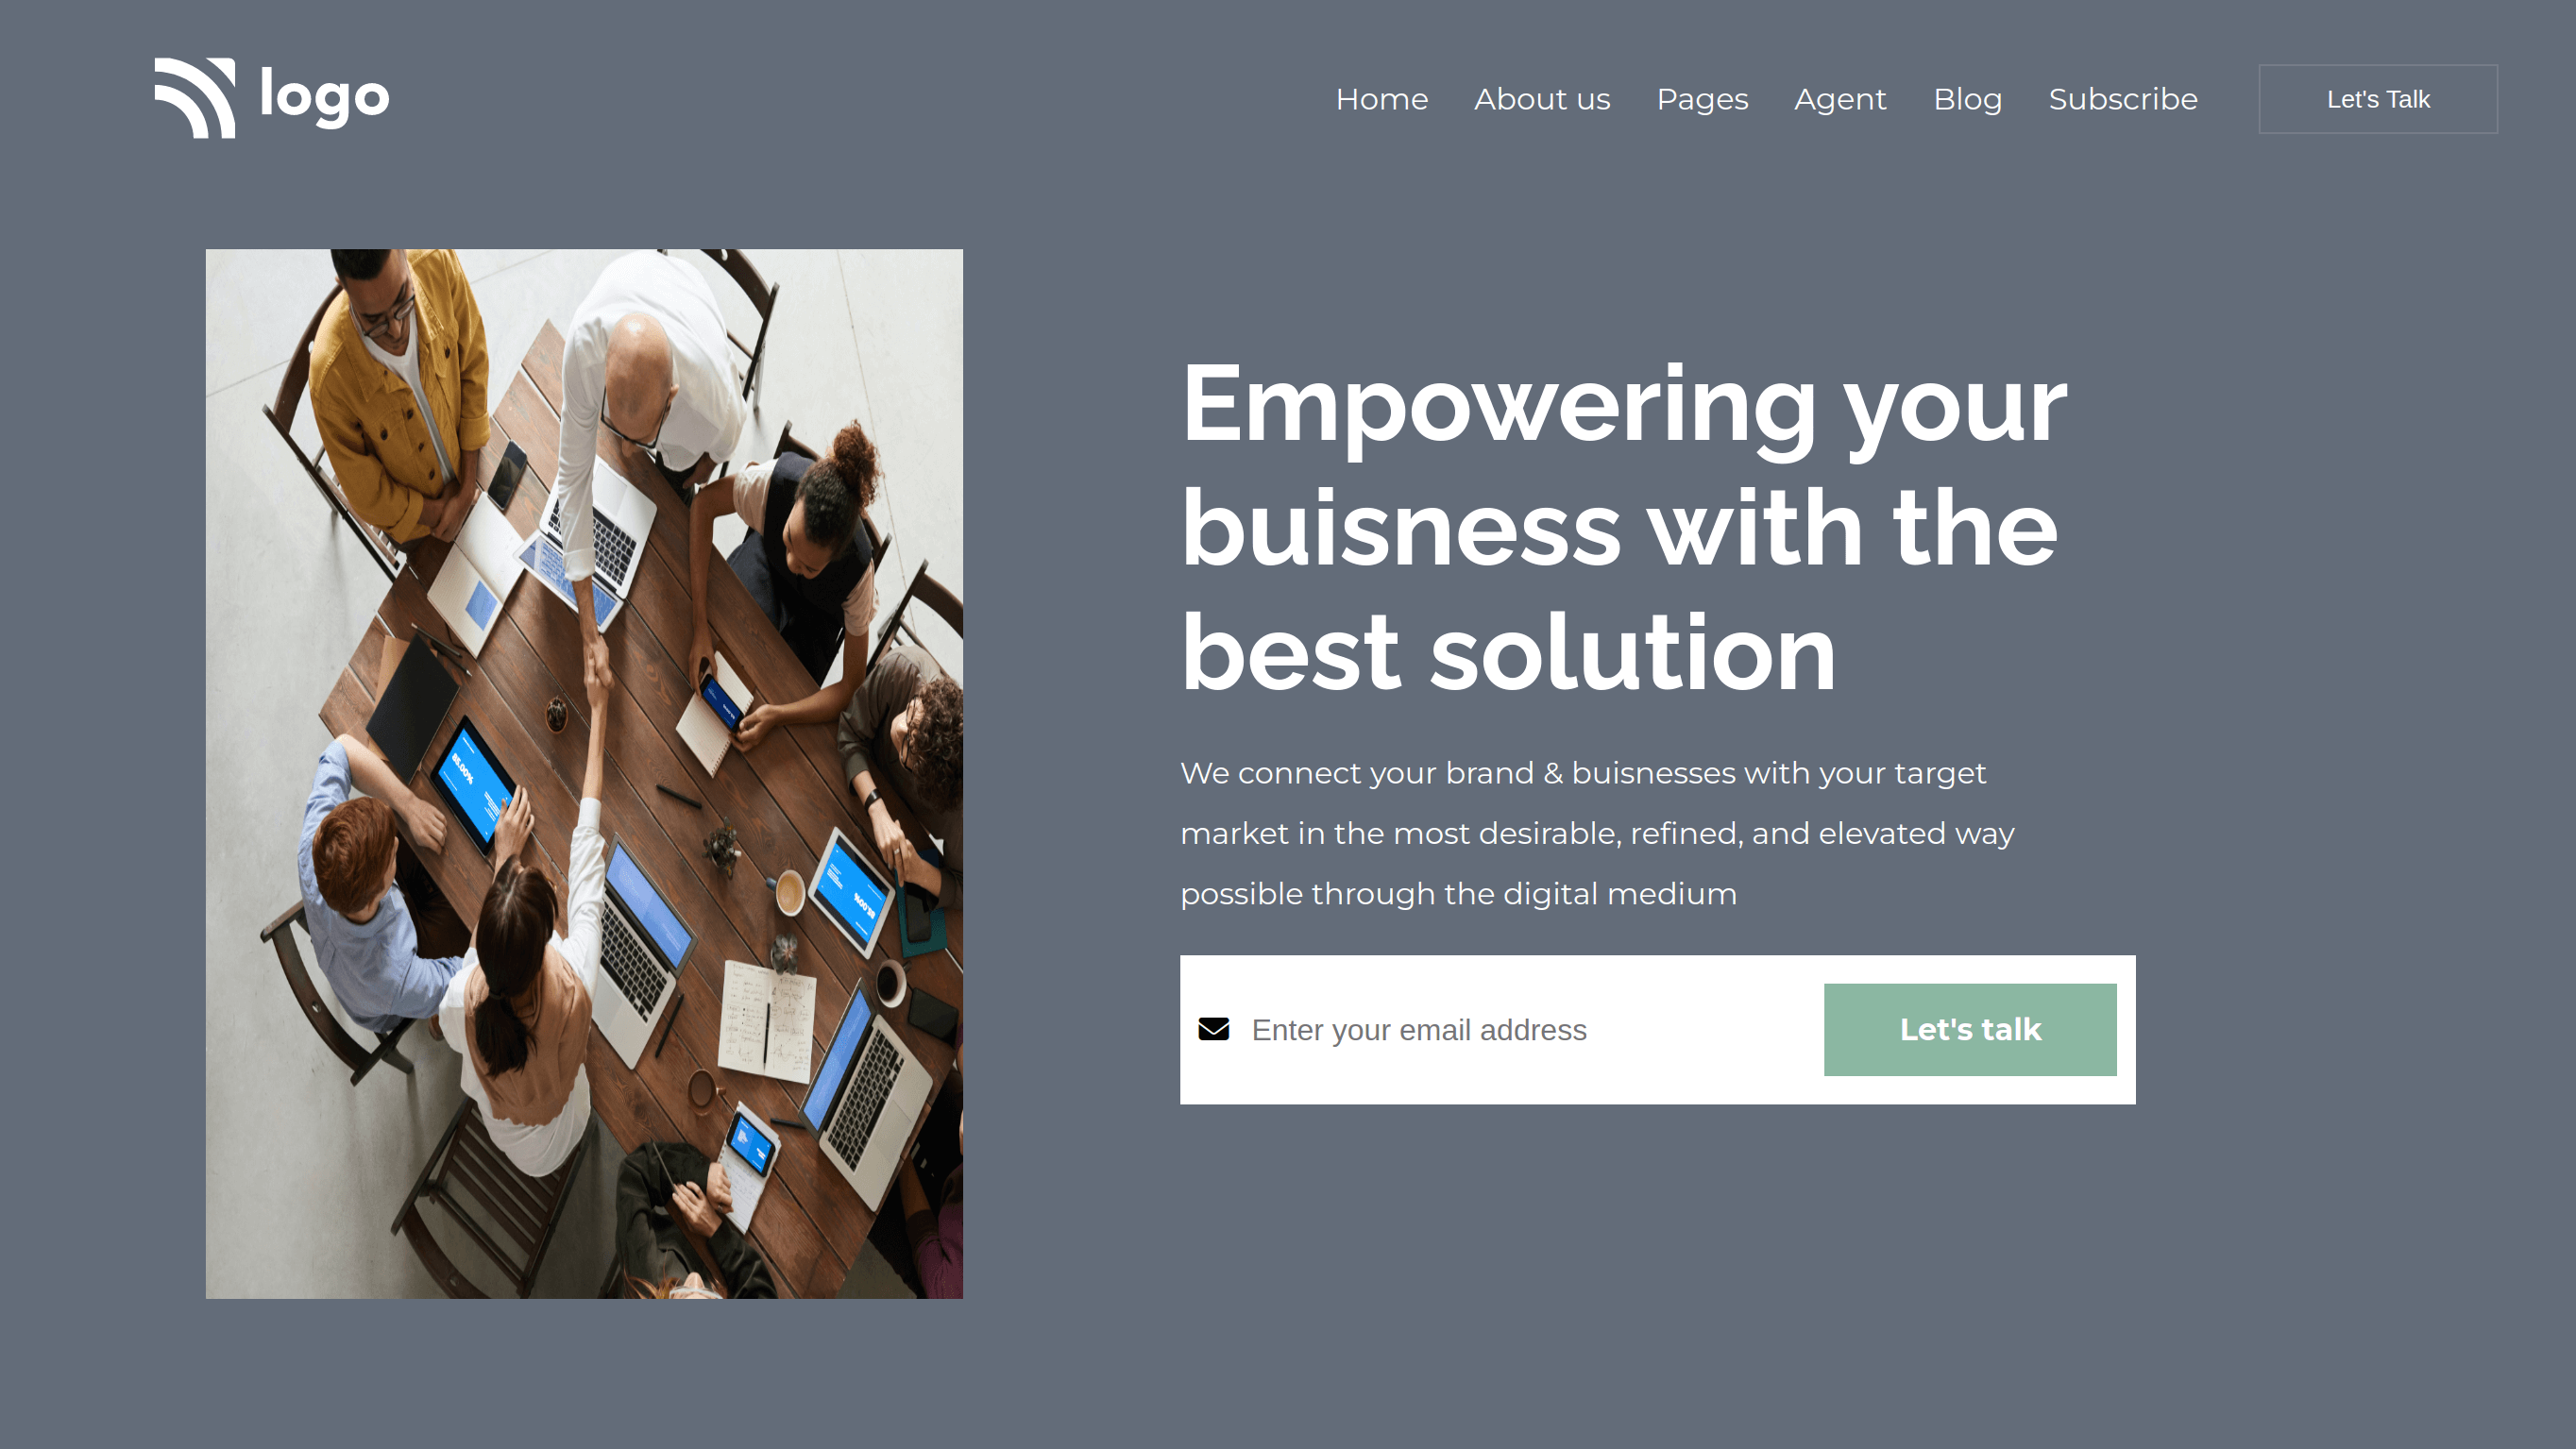 logo
Home About us Pages Agent Blog Subscribe Let's Talk
Empowering your
buisness with the
best solution
We connect your brand & buisnesses with your target
market in the most desirable, refined, and elevated way
possible through the digital medium
Enter your email address Let's talk